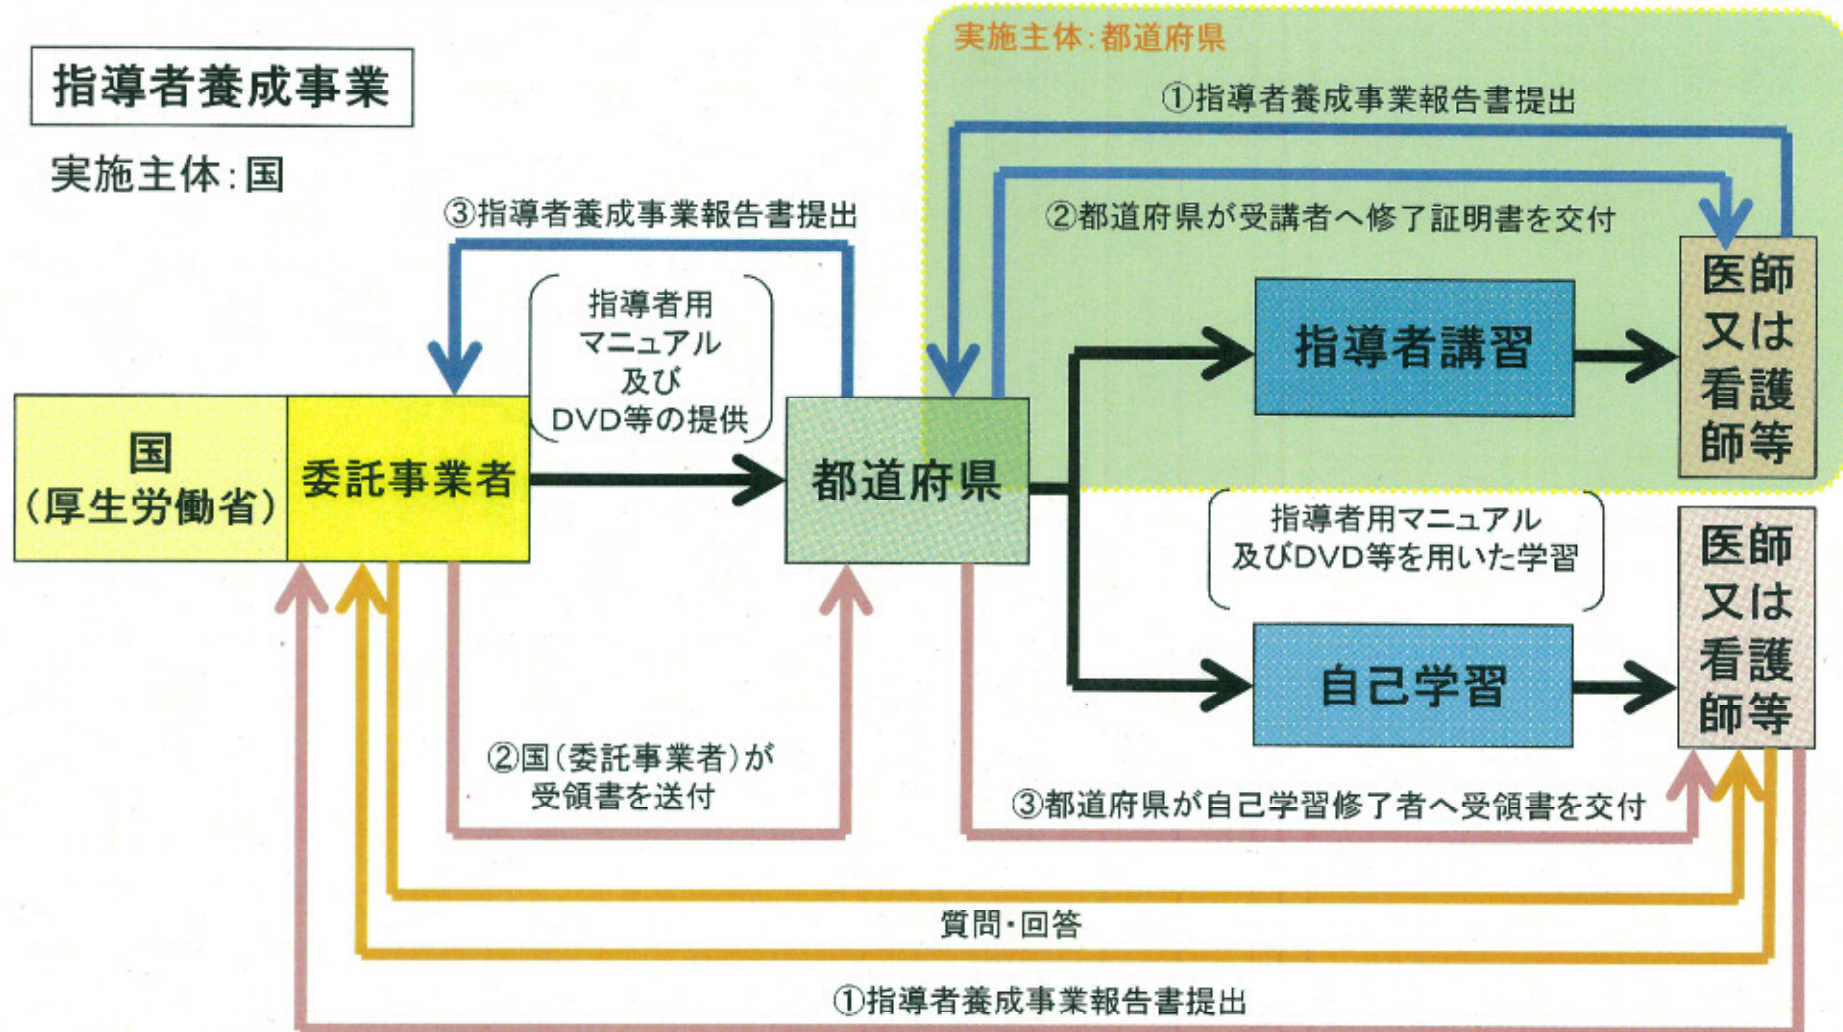 実施主体:都道府県
指導者養成事業
①指導者養成事業報告書提出
実施主体:国
③指導者養成事業報告書提出
②都道府県が受講者へ修了証明書を交付
指導者用
マニュアル
及び
DVD等の提供
指導者講習
医師
又は
看護
師等
国
(厚生労働省)
委託事業者
都道府県
指導者用マニュアル
及びDVD等を用いた学習
自己学習
医師
又は
看護
師等
②国(委託事業者)が
受領書を送付
③都道府県が自己学習修了者へ受領書を交付
質問・回答
①指導者養成事業報告書提出